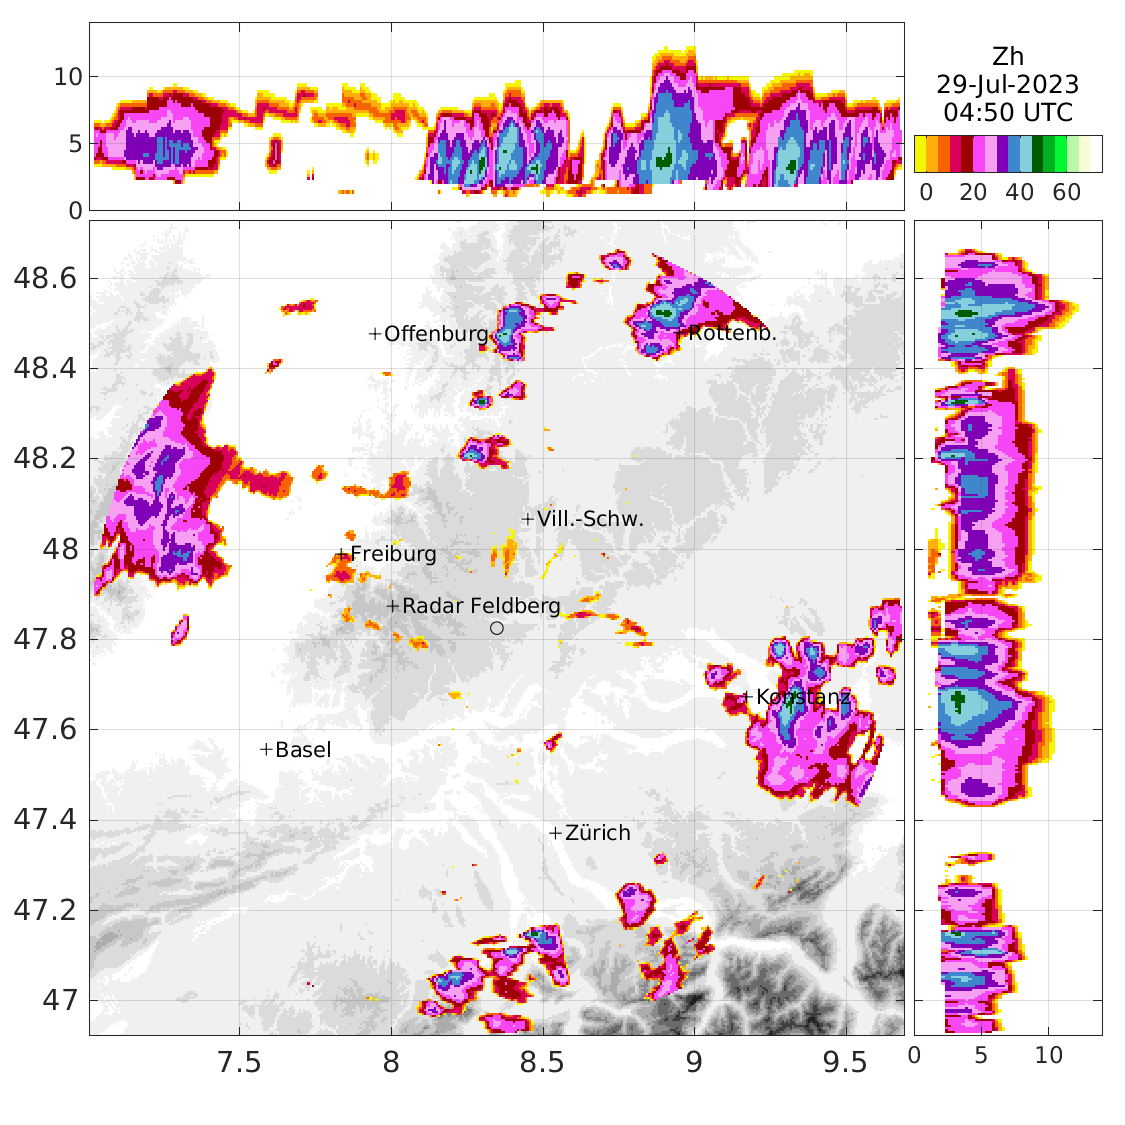 10
5
0
Zh
29-Jul-2023
04:50 UTC
0 20 40 60
48.6
48.4
48.2
48
47.8
47.6
47.4
47.2
47
+Offenburg
+Rottenb.
+Vill.-Schw.
+Freiburg
+Radar Feldberg
+Konstanz
+Basel
+Zürich
7.5 8 8.5 9 9.5
0 5 10